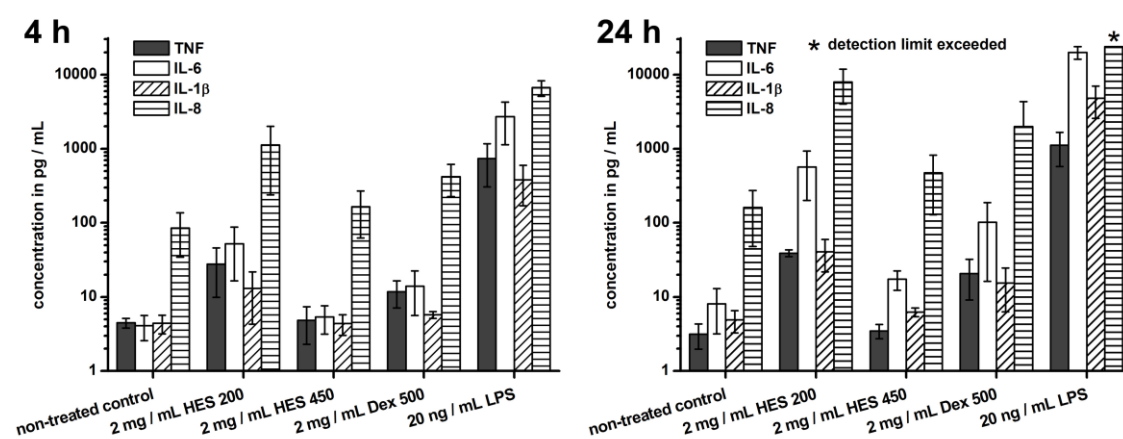 4 h
TNF
IL-6
IL-1β
IL-8
concentration in pg / mL
10000
1000
100
10
1
non-treated control
2 mg / mL HES 200
2 mg / mL HES 450
2 mg / mL Dex 500
20 ng / mL LPS
24 h
TNF
IL-6
IL-1β
IL-8
* detection limit exceeded
*
concentration in pg / mL
10000
1000
100
10
1
non-treated control
2 mg / mL HES 200
2 mg / mL HES 450
2 mg / mL Dex 500
20 ng / mL LPS